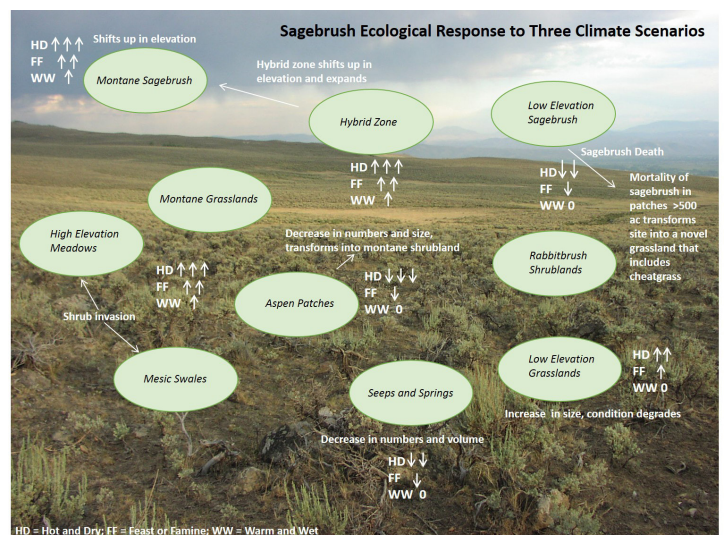 Sagebrush Ecological Response to Three Climate Scenarios
HD ↑ ↑ ↑
FF ↑ ↑
WW ↑
Shifts up in elevation
Montane Sagebrush
Hybrid zone shifts up in
elevation and expands
Hybrid Zone
HD ↑ ↑ ↑
FF ↑ ↑
WW ↑
Low Elevation
Sagebrush
Sagebrush Death
HD ↓ ↓
FF ↓
WW 0
Mortality of
sagebrush in
patches >500
ac transforms
site into a novel
grassland that
includes
cheatgrass
Montane Grasslands
High Elevation
Meadows
HD ↑ ↑ ↑
FF ↑ ↑
WW ↑
Shrub invasion
Mesic Swales
Decrease in numbers and size,
transforms into montane shrubland
Aspen Patches
HD ↓ ↓ ↓
FF ↓
WW 0
Rabbitbrush
Shrublands
Low Elevation
Grasslands
HD ↑ ↑
FF ↑
WW 0
Increase in size, condition degrades
Seeps and Springs
Decrease in numbers and volume
HD ↓ ↓
FF ↓
WW 0
HD = Hot and Dry; FF = Feast or Famine; WW = Warm and Wet